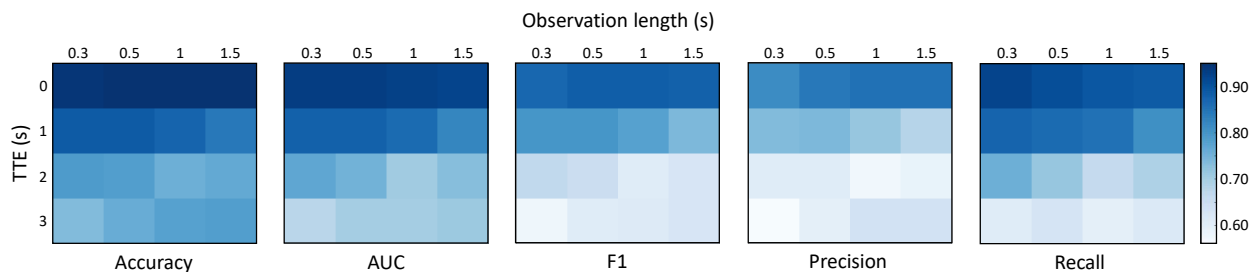 Observation length (s)
0.3 0.5 1 1.5 0.3 0.5 1 1.5 0.3 0.5 1 1.5 0.3 0.5 1 1.5 0.3 0.5 1 1.5
TTE (s)
0
1
2
3
0.90
0.70
0.60
Accuracy AUC F1 Precision Recall